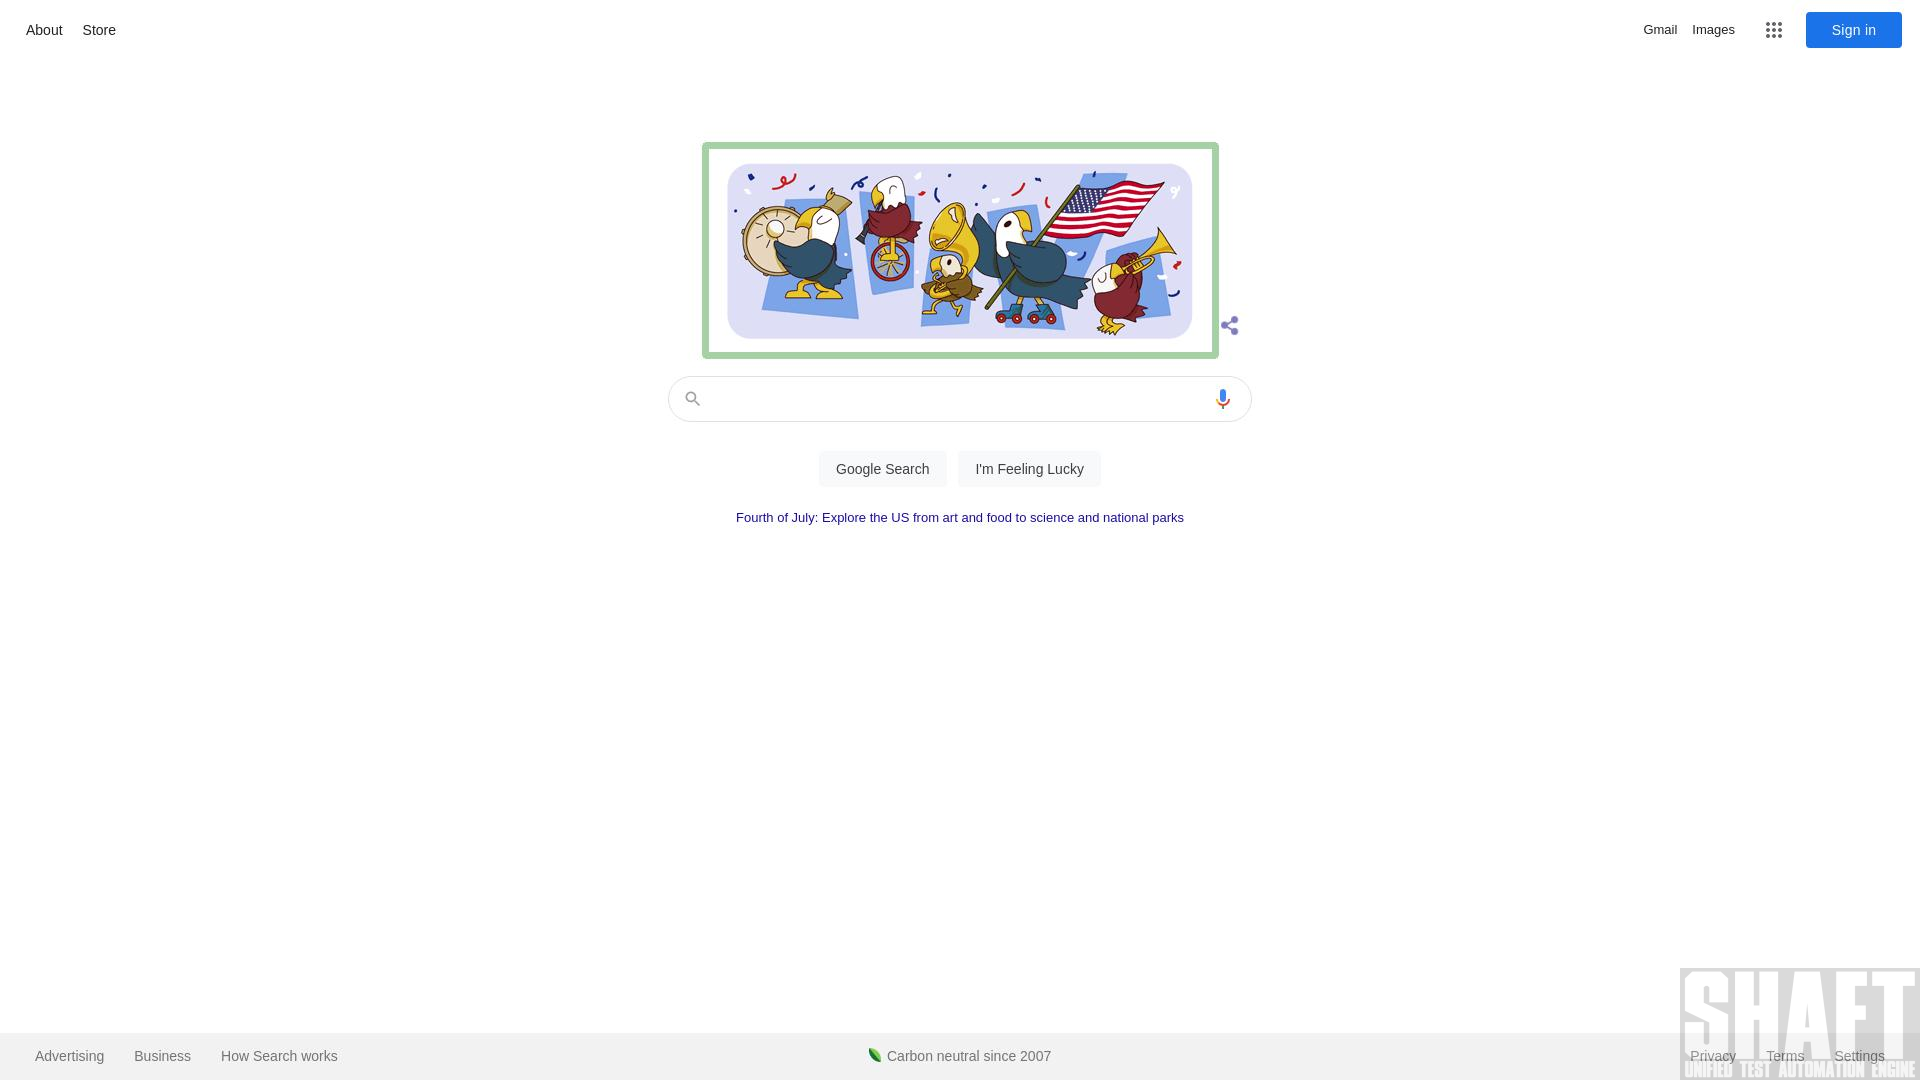 About Store
Gmail Images
Sign in
Google Search
I'm Feeling Lucky
Fourth of July: Explore the US from art and food to science and national parks
Advertising Business How Search works
Carbon neutral since 2007
Privacy Terms Settings
SHAFT
UNIFIED TEST AUTOMATION ENGINE